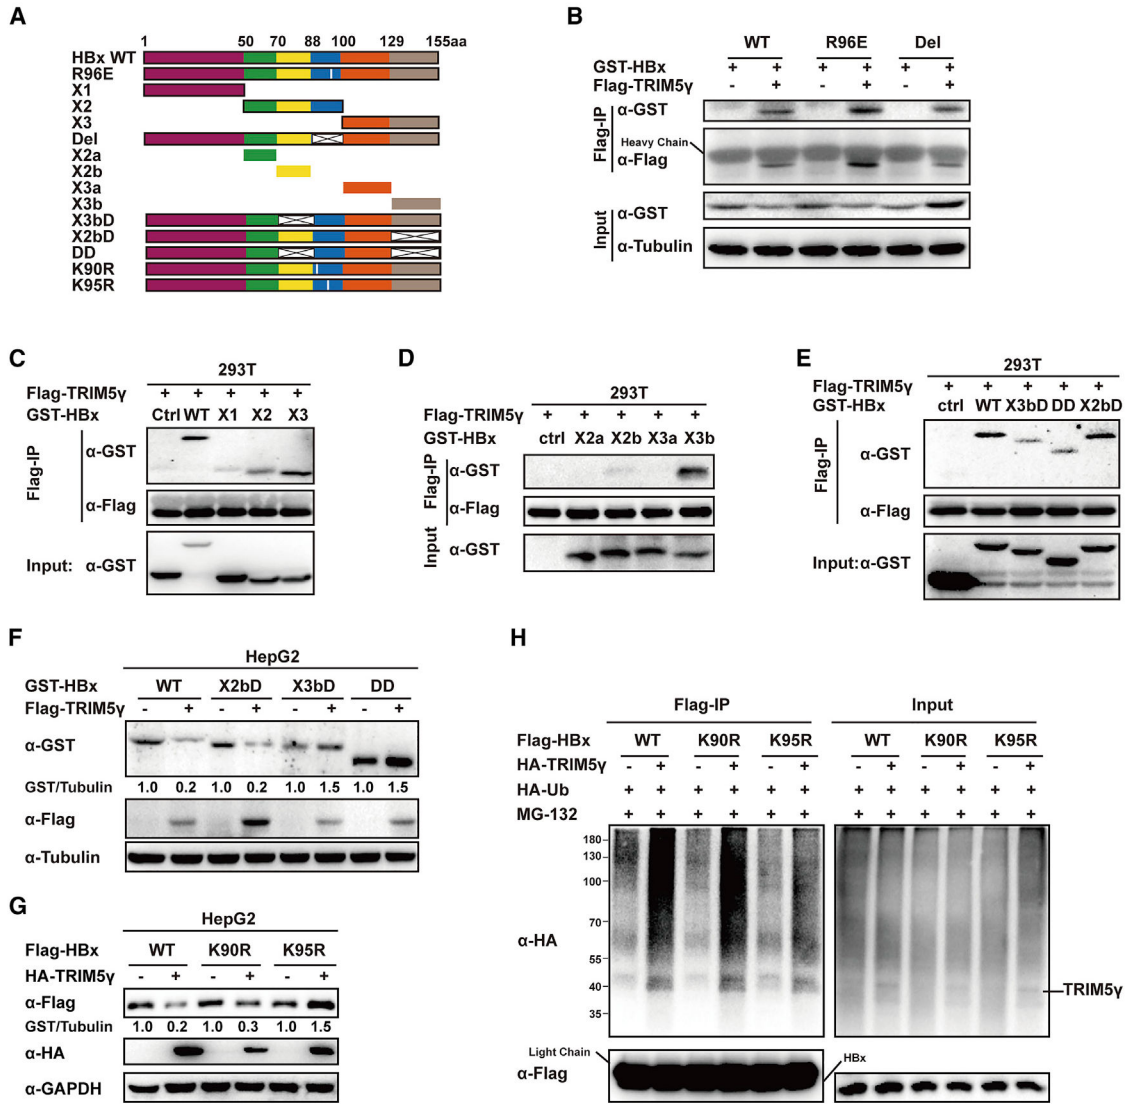 A
1 50 70 88 100 129 155aa
HBx WT
R96E
X1
X2
X3
Del
X2a
X2b
X3a
X3b
X3bD
X2bD
DD
K90R
K95R
B
WT R96E Del
GST-HBx + + + + + +
Flag-TRIM5γ - + - + - +
Flag-IP
α-GST
Heavy Chain
α-Flag
Input
α-GST
α-Tubulin
C
293T
Flag-TRIM5γ + + + + +
GST-HBx Ctrl WT X1 X2 X3
Flag-IP
α-GST
α-Flag
Input: α-GST
D
293T
Flag-TRIM5γ + + + + +
GST-HBx ctrl X2a X2b X3a X3b
Flag-IP
α-GST
α-Flag
Input
α-GST
E
293T
Flag-TRIM5γ + + + + +
GST-HBx ctrl WT X3bD DD X2bD
Flag-IP
α-GST
α-Flag
Input:α-GST
F
HepG2
GST-HBx WT X2bD X3bD DD
Flag-TRIM5γ - + - + - + - +
α-GST
GST/Tubulin 1.0 0.2 1.0 0.2 1.0 1.5 1.0 1.5
α-Flag
α-Tubulin
G
HepG2
Flag-HBx WT K90R K95R
HA-TRIM5γ - + - + - +
α-Flag
GST/Tubulin 1.0 0.2 1.0 0.3 1.0 1.5
α-HA
α-GAPDH
H
Flag-IP Input
Flag-HBx WT K90R K95R WT K90R K95R
HA-TRIM5γ - + - + - + - + - + - +
HA-Ub + + + + + + + + + + + +
MG-132 + + + + + + + + + + + +
180
130
100
70
α-HA
55
40
TRIM5γ
35
Light Chain
HBx
α-Flag